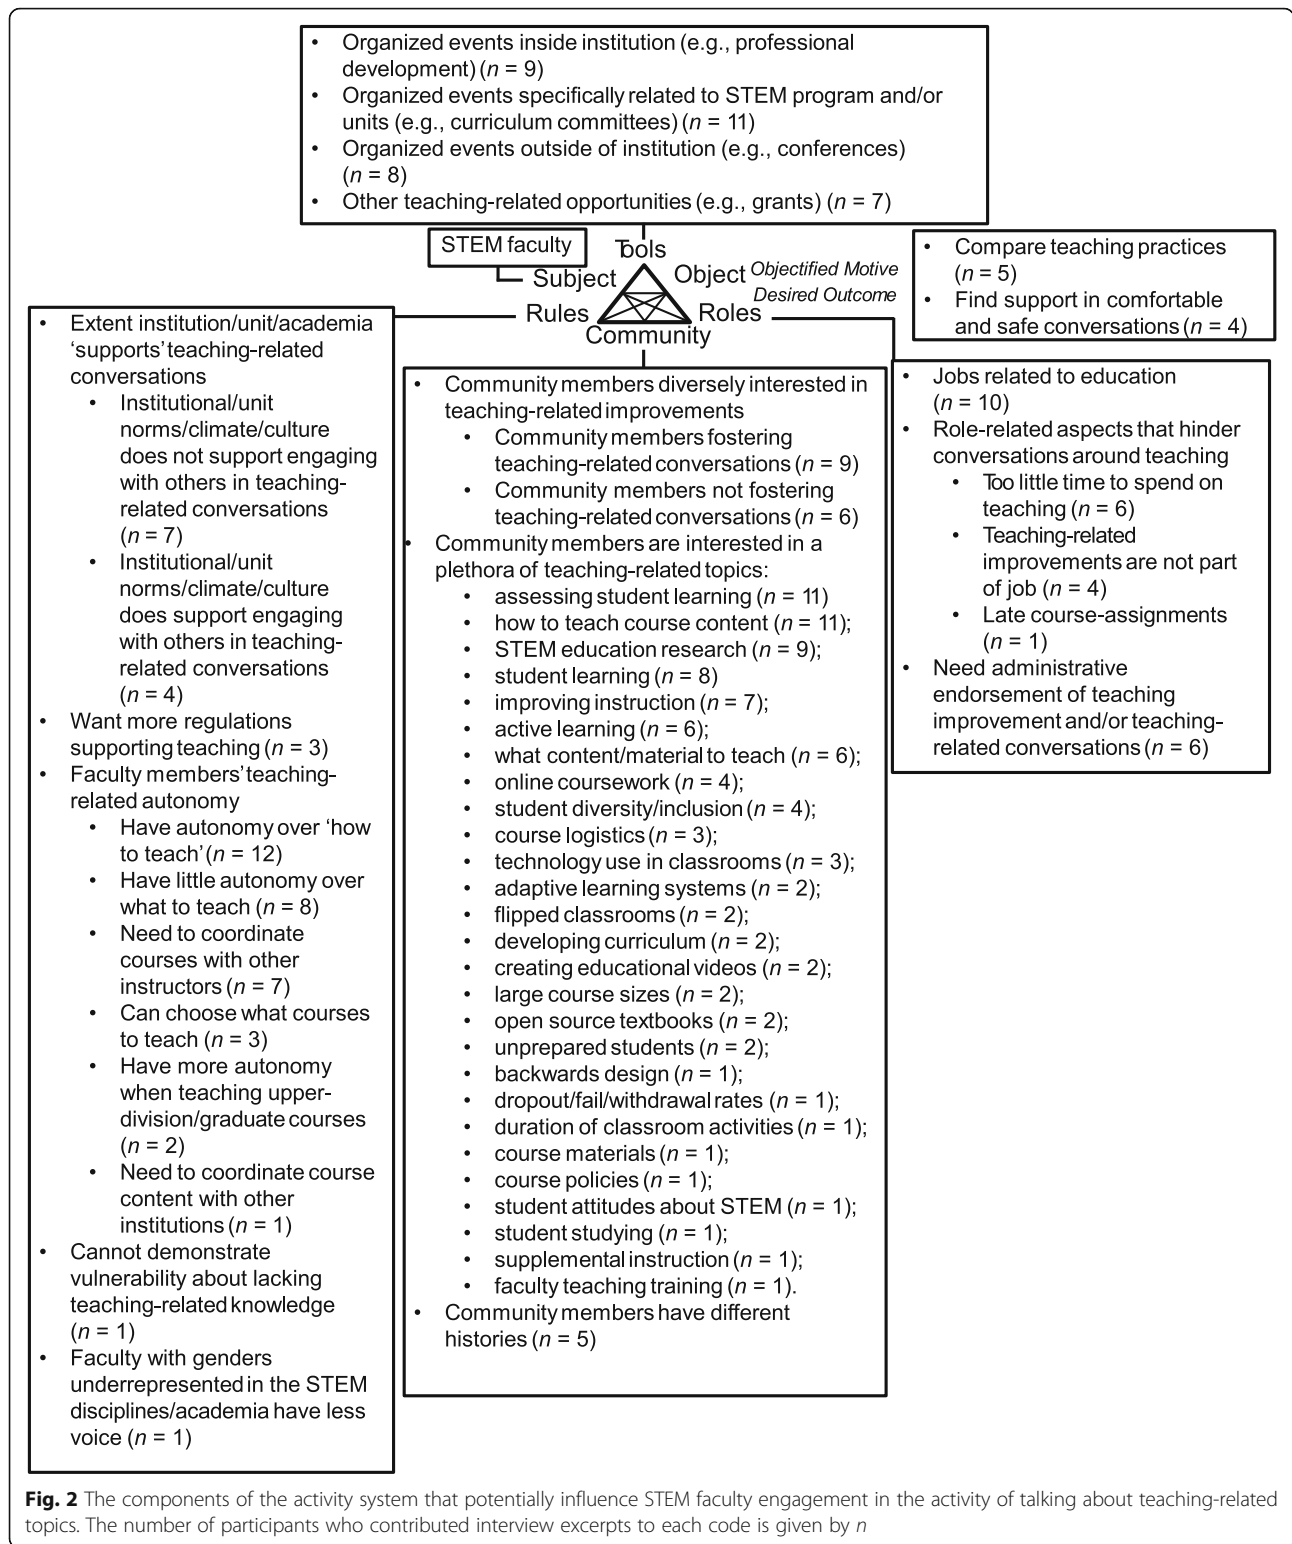 • Organized events inside institution (e.g., professional
development) (n = 9)
• Organized events specifically related to STEM program and/or
units (e.g., curriculum committees) (n = 11)
• Organized events outside of institution (e.g., conferences)
(n = 8)
• Other teaching-related opportunities (e.g., grants) (n = 7)
STEM faculty
Tools
Subject
Object
Objectified Motive
Desired Outcome
Rules
Roles
Community
• Compare teaching practices
(n = 5)
• Find support in comfortable
and safe conversations (n = 4)
• Extent institution/unit/academia
‘supports’ teaching-related
conversations
• Institutional/unit
norms/climate/culture
does not support engaging
with others in teaching-
related conversations
(n = 7)
• Institutional/unit
norms/climate/culture
does support engaging
with others in teaching-
related conversations
(n = 4)
• Want more regulations
supporting teaching (n = 3)
• Faculty members’ teaching-
related autonomy
• Have autonomy over ‘how
to teach’ (n = 12)
• Have little autonomy over
what to teach (n = 8)
• Need to coordinate
courses with other
instructors (n = 7)
• Can choose what courses
to teach (n = 3)
• Have more autonomy
when teaching upper-
division/graduate courses
(n = 2)
• Need to coordinate course
content with other
institutions (n = 1)
• Cannot demonstrate
vulnerability about lacking
teaching-related knowledge
(n = 1)
• Faculty with genders
underrepresented in the STEM
disciplines/academia have less
voice (n = 1)
• Community members diversely interested in
teaching-related improvements
• Community members fostering
teaching-related conversations (n = 9)
• Community members not fostering
teaching-related conversations (n = 6)
• Community members are interested in a
plethora of teaching-related topics:
• assessing student learning (n = 11)
• how to teach course content (n = 11);
• STEM education research (n = 9);
• student learning (n = 8)
• improving instruction (n = 7);
• active learning (n = 6);
• what content/material to teach (n = 6);
• online coursework (n = 4);
• student diversity/inclusion (n = 4);
• course logistics (n = 3);
• technology use in classrooms (n = 3);
• adaptive learning systems (n = 2);
• flipped classrooms (n = 2);
• developing curriculum (n = 2);
• creating educational videos (n = 2);
• large course sizes (n = 2);
• open source textbooks (n = 2);
• unprepared students (n = 2);
• backwards design (n = 1);
• dropout/fail/withdrawal rates (n = 1);
• duration of classroom activities (n = 1);
• course materials (n = 1);
• course policies (n = 1);
• student attitudes about STEM (n = 1);
• student studying (n = 1);
• supplemental instruction (n = 1);
• faculty teaching training (n = 1).
• Community members have different
histories (n = 5)
• Jobs related to education
(n = 10)
• Role-related aspects that hinder
conversations around teaching
• Too little time to spend on
teaching (n = 6)
• Teaching-related
improvements are not part
of job (n = 4)
• Late course-assignments
(n = 1)
• Need administrative
endorsement of teaching
improvement and/or teaching-
related conversations (n = 6)
Fig. 2 The components of the activity system that potentially influence STEM faculty engagement in the activity of talking about teaching-related
topics. The number of participants who contributed interview excerpts to each code is given by n